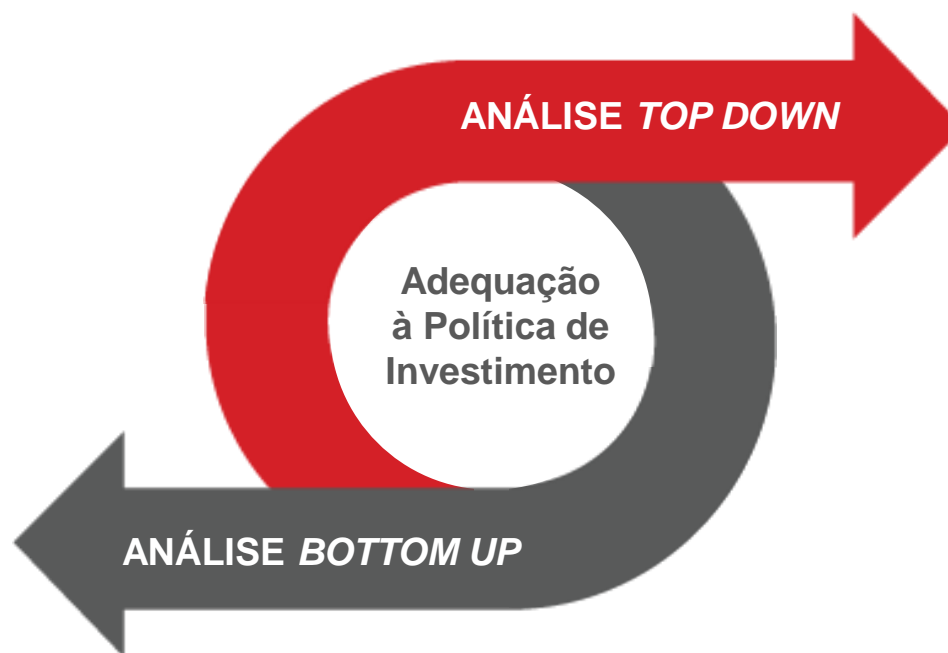 ANÁLISE TOP DOWN
Adequação
à Política de
Investimento
ANÁLISE BOTTOM UP